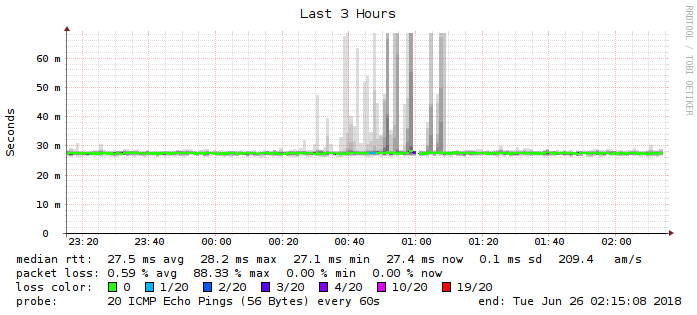 Last 3 Hours
RRDTOOL / TOBI OETIKER
Seconds
60 m
50 m
40 m
30 m
20 m
10 m
0
23:20 23:40 00:00 00:20 00:40 01:00 01:20 01:40 02:00
median rtt: 27.5 ms avg 28.2 ms max 27.1 ms min 27.4 ms now 0.1 ms sd 209.4 am/s
packet loss: 0.59 % avg 88.33 % max 0.00 % min 0.00 % now
loss color: 0 1/20 2/20 3/20 4/20 10/20 19/20
probe: 20 ICMP Echo Pings (56 Bytes) every 60s end: Tue Jun 26 02:15:08 2018